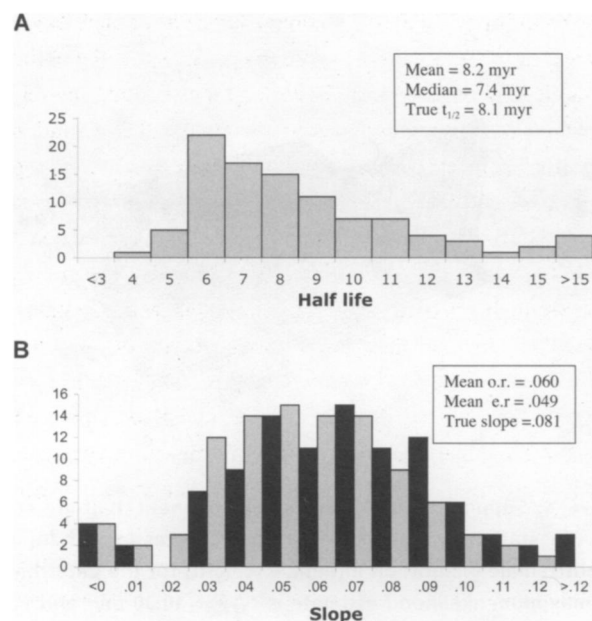 A
Mean = 8.2 myr
Median = 7.4 myr
True t1/2 = 8.1 myr
25
20
15
10
5
0
<3 4 5 6 7 8 9 10 11 12 13 14 15 >15
Half life
B
Mean o.r. = .060
Mean e.r = .049
True slope =.081
16
14
12
10
8
6
4
2
0
<0 .01 .02 .03 .04 .05 .06 .07 .08 .09 .10 .11 .12 >.12
Slope